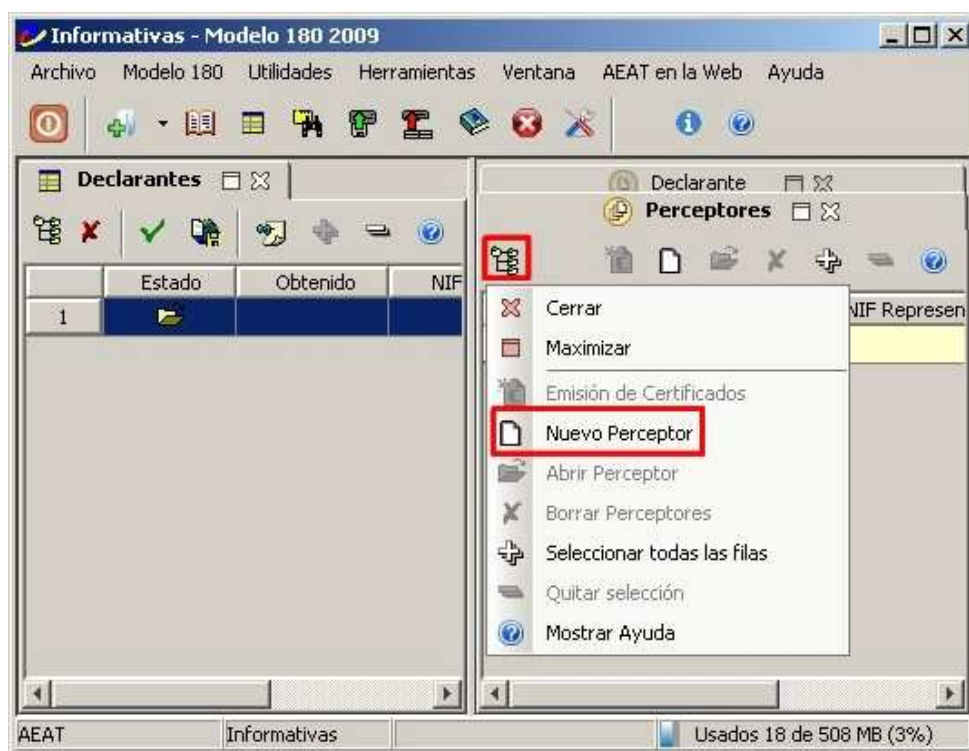 Informativas - Modelo 180 2009
Archivo Modelo 180 Utilidades Herramientas Ventana AEAT en la Web Ayuda
Declarantes
Estado Obtenido NIF
1
Declarante
Perceptores
NIF Represen
Cerrar
Maximizar
Emisión de Certificados
Nuevo Perceptor
Abrir Perceptor
Borrar Perceptores
Seleccionar todas las filas
Quitar selección
Mostrar Ayuda
AEAT Informativas Usados 18 de 508 MB (3%)